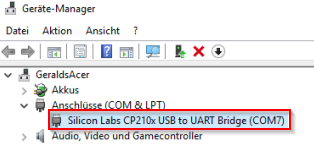 Geräte-Manager
Datei Aktion Ansicht ?
GeraldsAcer
Akkus
Anschlüsse (COM & LPT)
Silicon Labs CP210x USB to UART Bridge (COM7)
Audio, Video und Gamecontroller